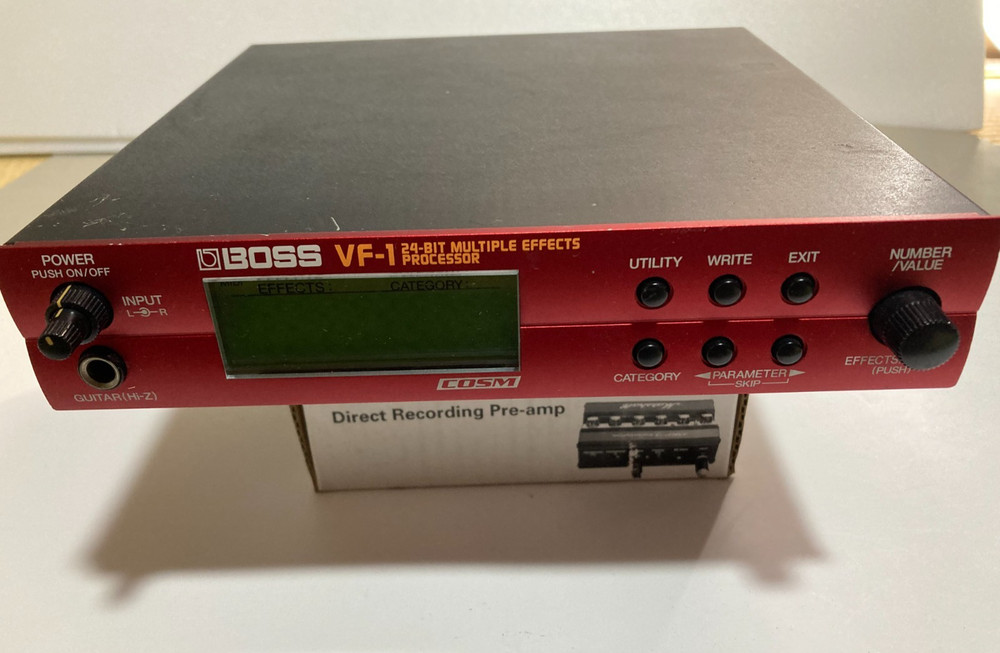 BOSS VF-1 24-BIT MULTIPLE EFFECTS
PROCESSOR
POWER
PUSH ON/OFF
INPUT
L R
GUITAR (Hi-Z)
EFFECTS: CATEGORY:
COSM
UTILITY WRITE EXIT
CATEGORY PARAMETER
SKIP
NUMBER
/VALUE
EFFECTS
(PUSH)
Direct Recording Pre-amp